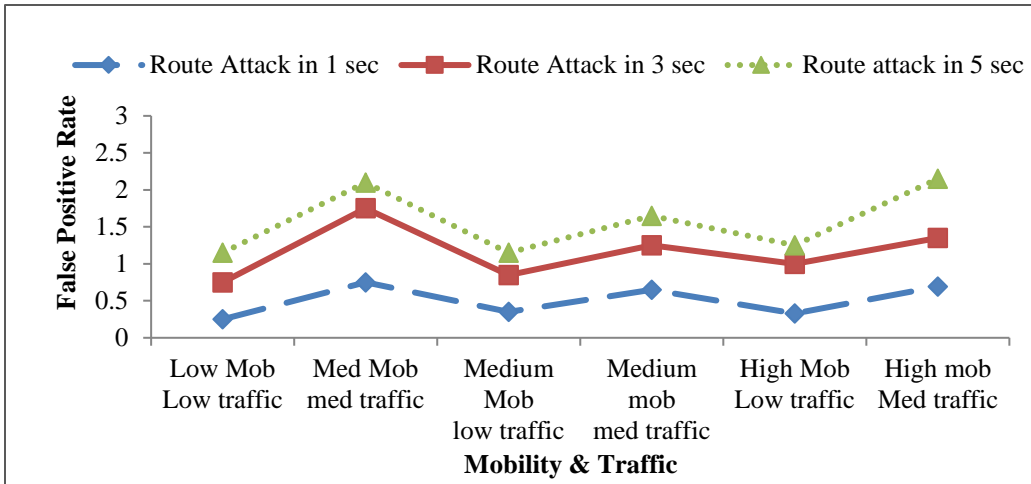 Route Attack in 1 sec Route Attack in 3 sec Route attack in 5 sec
False Positive Rate
3
2.5
2
1.5
1
0.5
0
Low Mob Low traffic
Med Mob med traffic
Medium Mob low traffic
Medium mob med traffic
High Mob Low traffic
High mob Med traffic
Mobility & Traffic